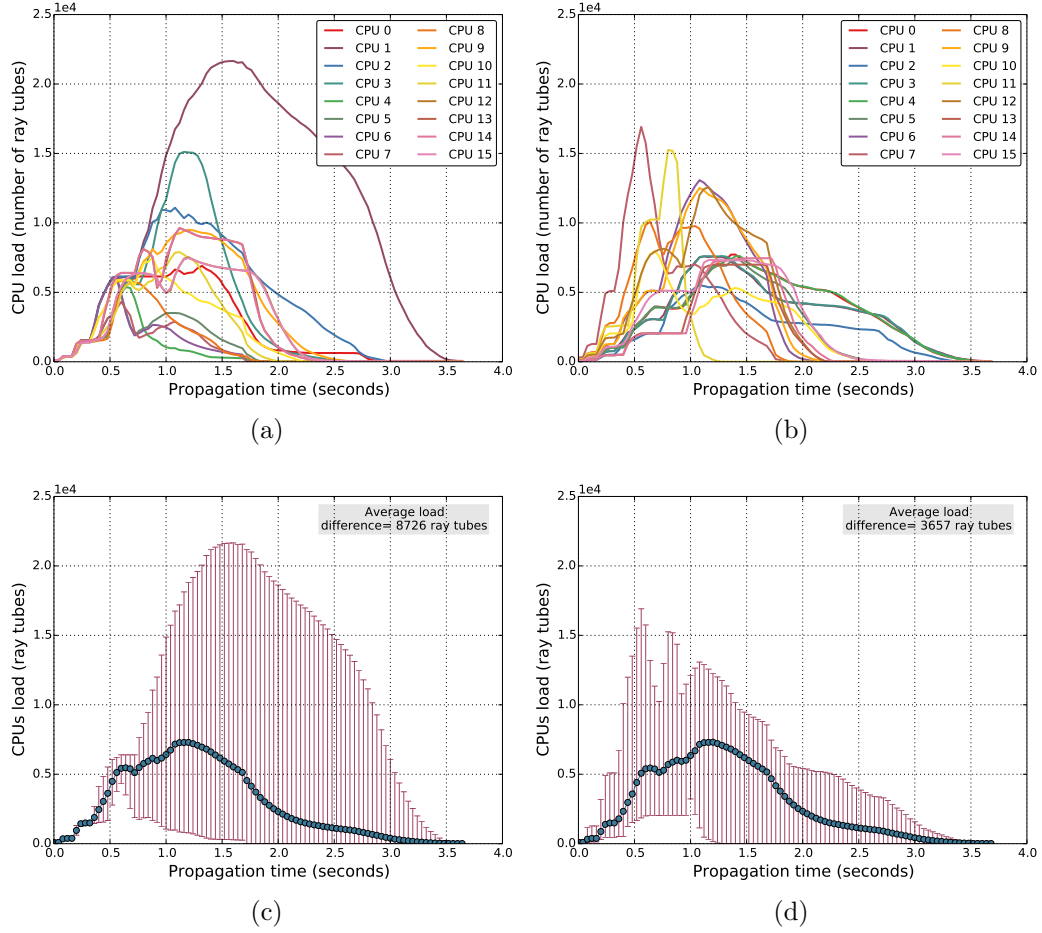 1e4
2.5
2.0
1.5
1.0
0.5
0.0
CPU load (number of ray tubes)
CPU 0
CPU 1
CPU 2
CPU 3
CPU 4
CPU 5
CPU 6
CPU 7
CPU 8
CPU 9
CPU 10
CPU 11
CPU 12
CPU 13
CPU 14
CPU 15
0.0 0.5 1.0 1.5 2.0 2.5 3.0 3.5 4.0
Propagation time (seconds)
(a)
1e4
2.5
2.0
1.5
1.0
0.5
0.0
CPU load (number of ray tubes)
CPU 0
CPU 1
CPU 2
CPU 3
CPU 4
CPU 5
CPU 6
CPU 7
CPU 8
CPU 9
CPU 10
CPU 11
CPU 12
CPU 13
CPU 14
CPU 15
0.0 0.5 1.0 1.5 2.0 2.5 3.0 3.5 4.0
Propagation time (seconds)
(b)
1e4
2.5
2.0
1.5
1.0
0.5
0.0
CPUs load (ray tubes)
Average load
difference= 8726 ray tubes
0.0 0.5 1.0 1.5 2.0 2.5 3.0 3.5 4.0
Propagation time (seconds)
(c)
1e4
2.5
2.0
1.5
1.0
0.5
0.0
CPUs load (ray tubes)
Average load
difference= 3657 ray tubes
0.0 0.5 1.0 1.5 2.0 2.5 3.0 3.5 4.0
Propagation time (seconds)
(d)